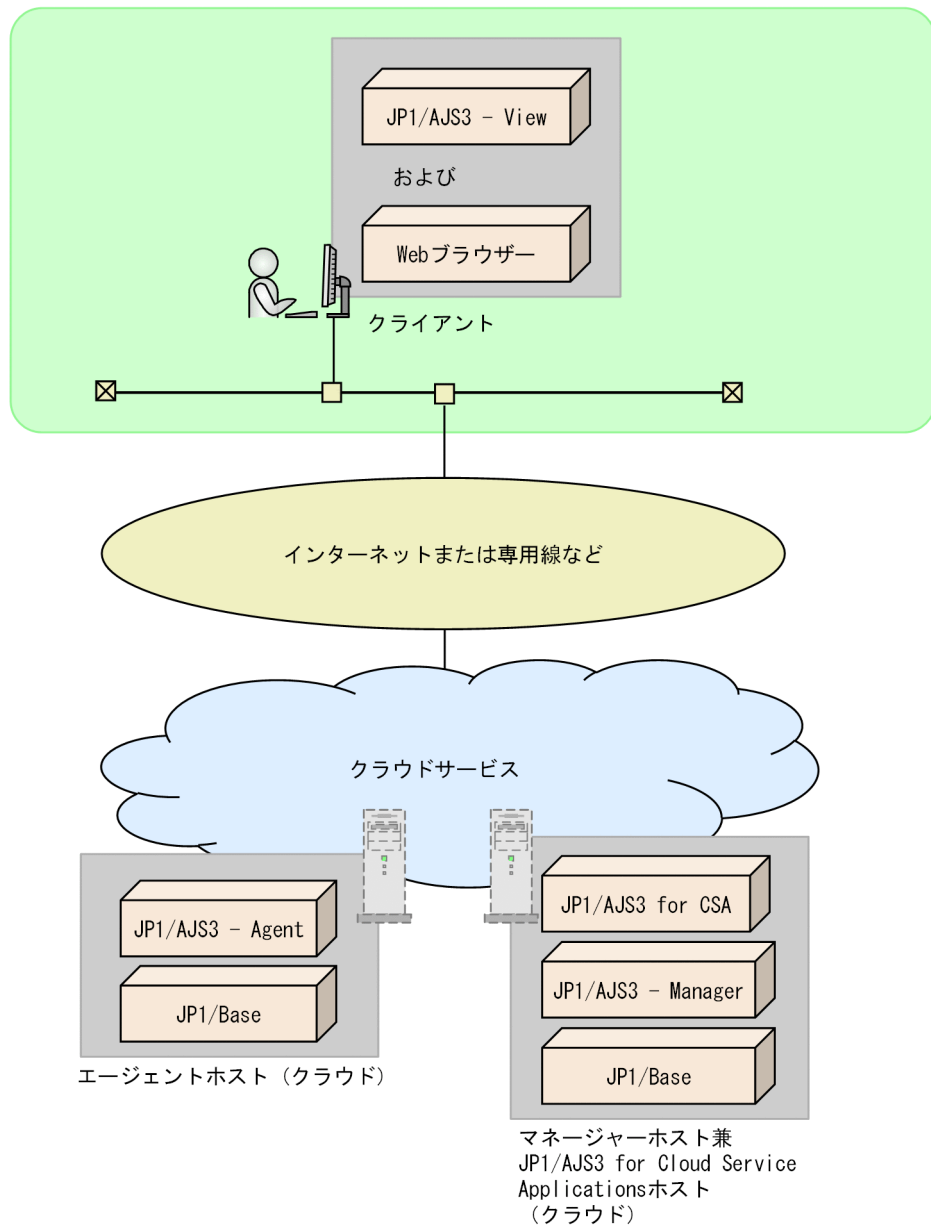 JP1/AJS3 - View
および
Webブラウザー
クライアント
インターネットまたは専用線など
クラウドサービス
JP1/AJS3 - Agent
JP1/Base
エージェントホスト（クラウド）
JP1/AJS3 for CSA
JP1/AJS3 - Manager
JP1/Base
マネージャーホスト兼
JP1/AJS3 for Cloud Service
Applicationsホスト
（クラウド）